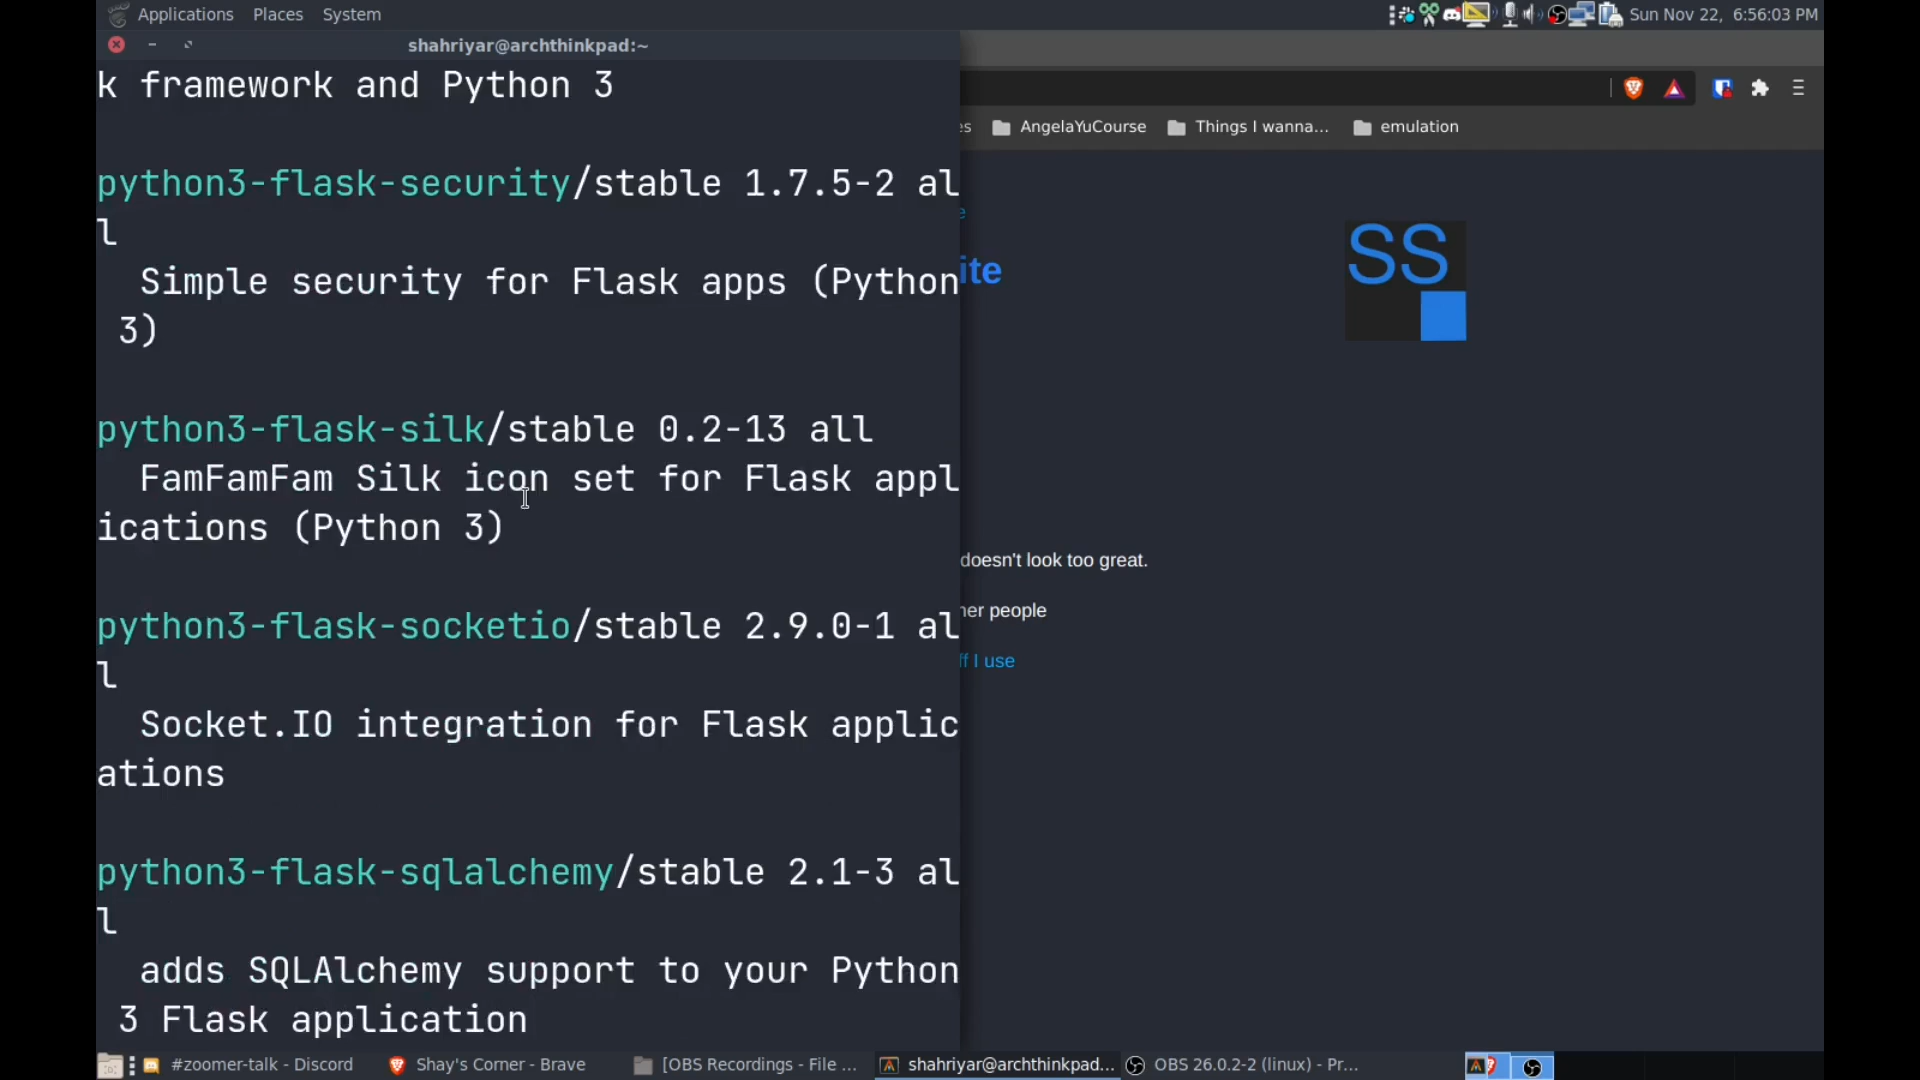 Applications Places System
Sun Nov 22, 6:56:03 PM
shahriyar@archthinkpad:~
k framework and Python 3
python3-flask-security/stable 1.7.5-2 al
l
Simple security for Flask apps (Python
3)
python3-flask-silk/stable 0.2-13 all
FamFamFam Silk icon set for Flask appl
ications (Python 3)
python3-flask-socketio/stable 2.9.0-1 al
l
Socket.IO integration for Flask applic
ations
python3-flask-sqlalchemy/stable 2.1-3 al
l
adds SQLAlchemy support to your Python
3 Flask application
es AngelaYuCourse Things I wanna... emulation
e
ite
SS
doesn't look too great.
her people
ff I use
#zoomer-talk - Discord Shay's Corner - Brave [OBS Recordings - File ... shahriyar@archthinkpad... OBS 26.0.2-2 (linux) - Pr...